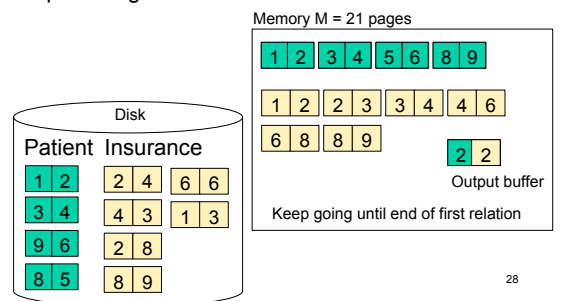 Memory M = 21 pages
1 2 3 4 5 6 8 9
1 2 2 3 3 4 4 6
6 8 8 9
2 2
Output buffer
Keep going until end of first relation
Disk
Patient Insurance
1 2 2 4 6 6
3 4 4 3 1 3
9 6 2 8
8 5 8 9
28